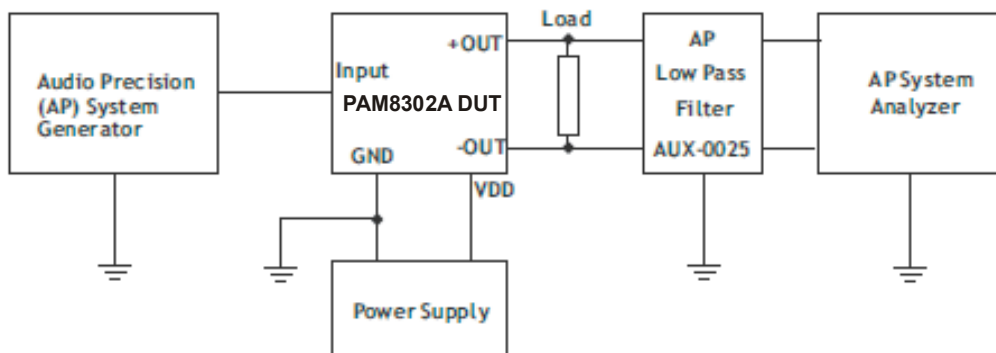 Audio Precision
(AP) System
Generator
Input
+OUT
PAM8302A DUT
-OUT
GND
VDD
Power Supply
Load
AP
Low Pass
Filter
AUX-0025
AP System
Analyzer